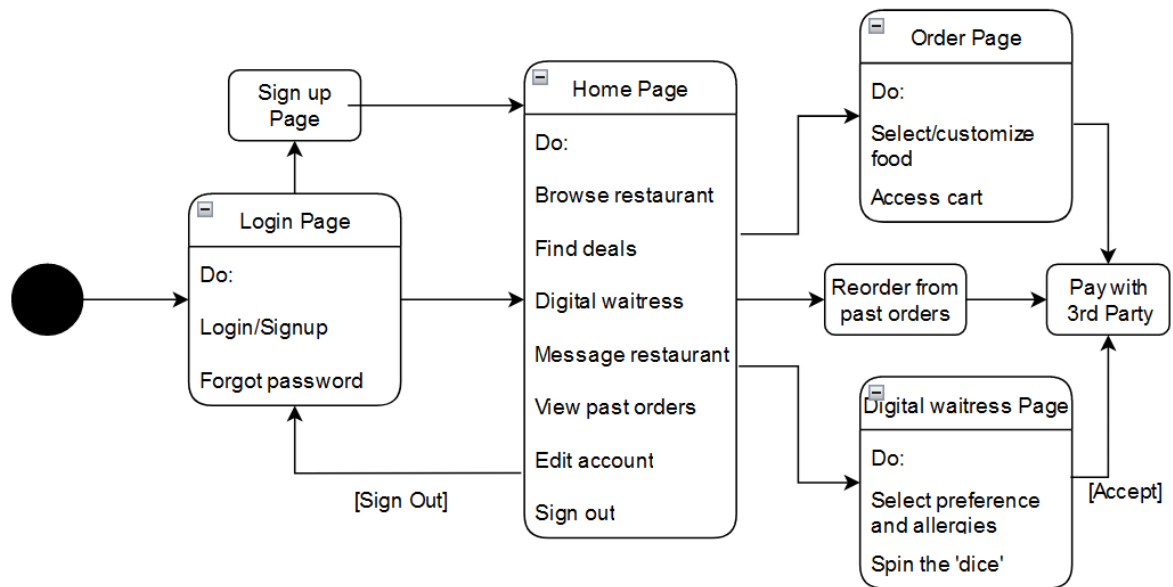 Sign up
Page
Login Page
Do:
Login/Signup
Forgot password
[Sign Out]
Home Page
Do:
Browse restaurant
Find deals
Digital waitress
Message restaurant
View past orders
Edit account
Sign out
Order Page
Do:
Select/customize
food
Access cart
Reorder from
past orders
Pay with
3rd Party
Digital waitress Page
Do:
Select preference
and allergies
Spin the 'dice'
[Accept]